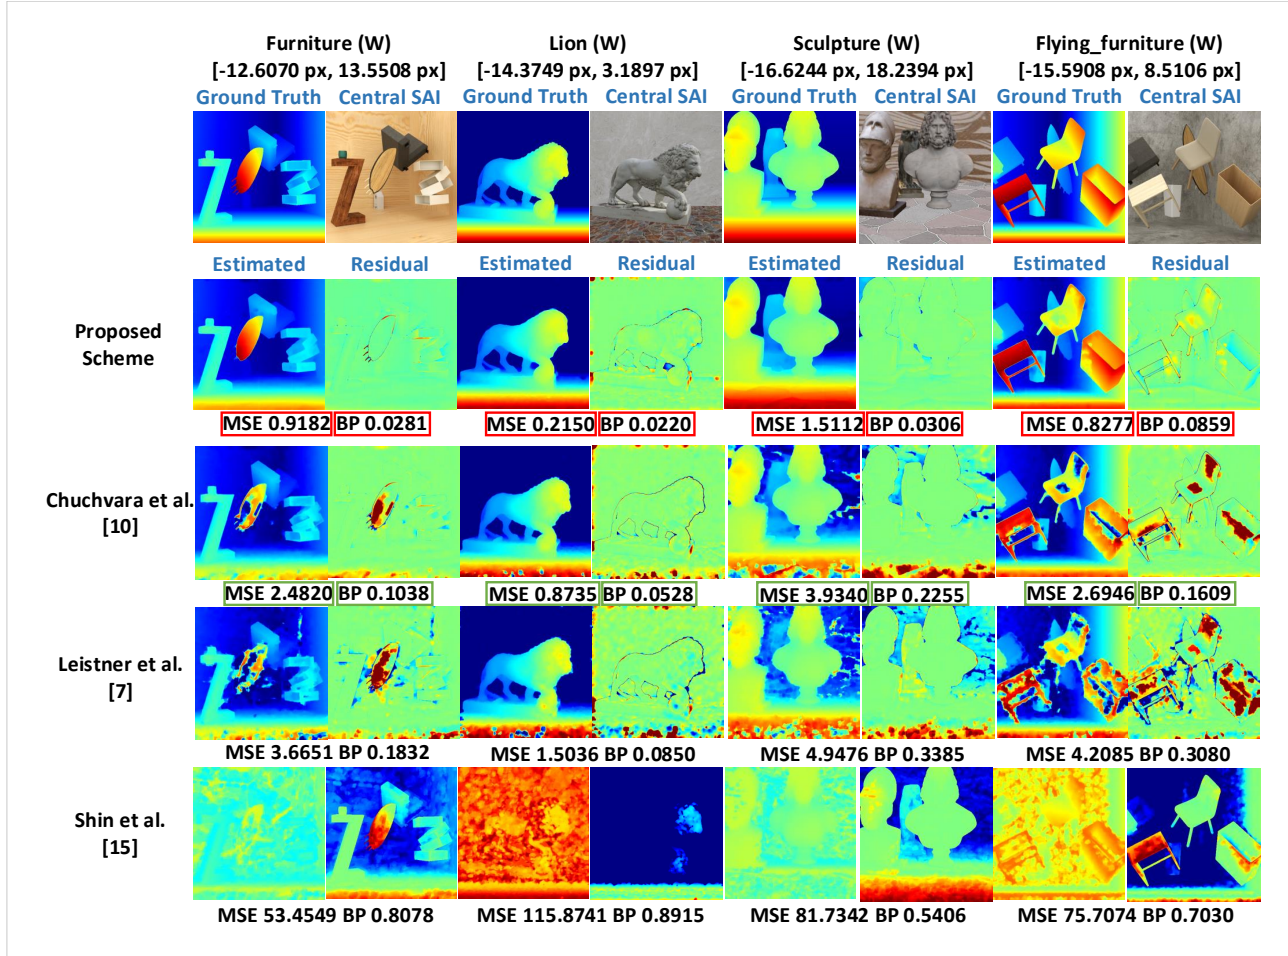 Furniture (W) Lion (W) Sculpture (W) Flying_furniture (W)
[-12.6070 px, 13.5508 px] [-14.3749 px, 3.1897 px] [-16.6244 px, 18.2394 px] [-15.5908 px, 8.5106 px]
Ground Truth Central SAI Ground Truth Central SAI Ground Truth Central SAI Ground Truth Central SAI
Estimated Residual Estimated Residual Estimated Residual Estimated Residual
Proposed
Scheme
MSE 0.9182 BP 0.0281 MSE 0.2150 BP 0.0220 MSE 1.5112 BP 0.0306 MSE 0.8277 BP 0.0859
Chuchvara et al.
[10]
MSE 2.4820 BP 0.1038 MSE 0.8735 BP 0.0528 MSE 3.9340 BP 0.2255 MSE 2.6946 BP 0.1609
Leistner et al.
[7]
MSE 3.6651 BP 0.1832 MSE 1.5036 BP 0.0850 MSE 4.9476 BP 0.3385 MSE 4.2085 BP 0.3080
Shin et al.
[15]
MSE 53.4549 BP 0.8078 MSE 115.8741 BP 0.8915 MSE 81.7342 BP 0.5406 MSE 75.7074 BP 0.7030